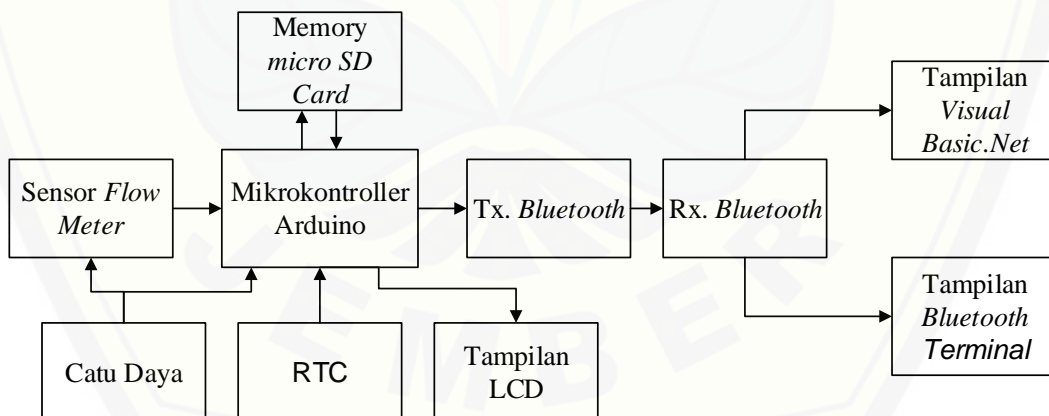 Memory
micro SD
Card
Tampilan
Visual
Basic.Net
Sensor Flow
Meter
Mikrokontroller
Arduino
Tx. Bluetooth
Rx. Bluetooth
Tampilan
Bluetooth
Terminal
Catu Daya
RTC
Tampilan
LCD
JEMBER